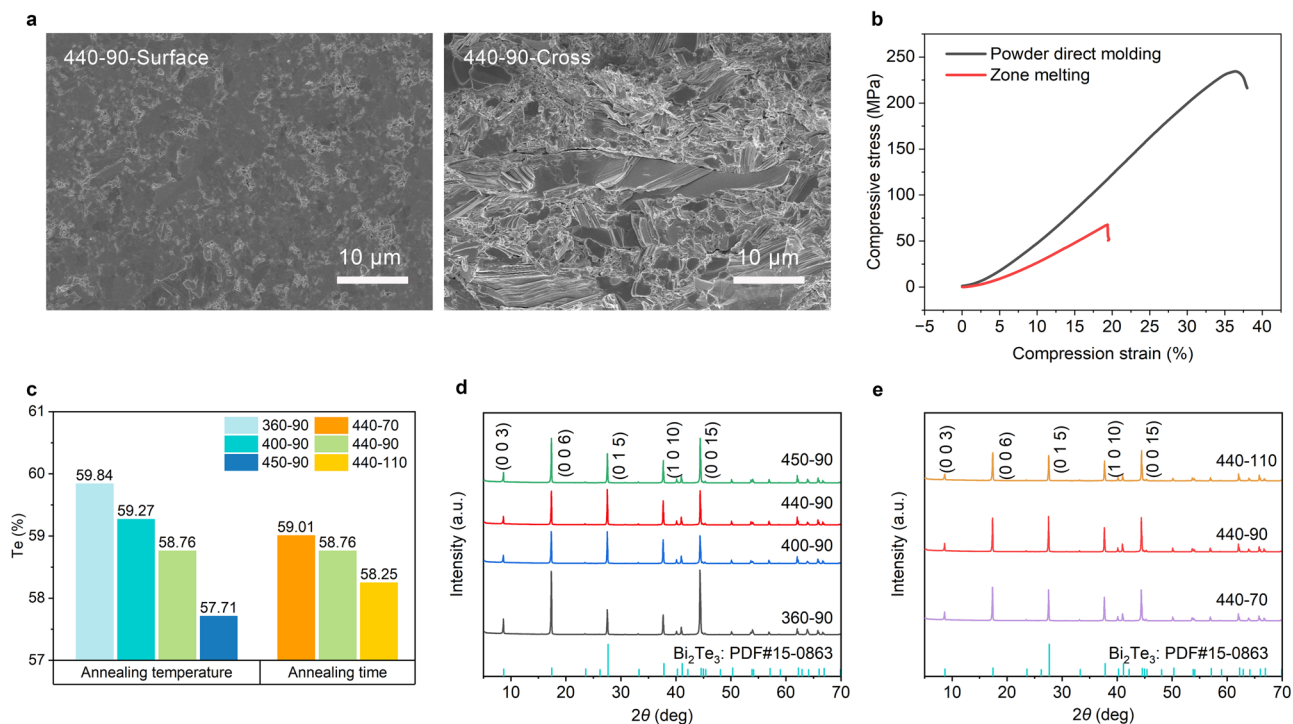 a
440-90-Surface
10 μm
440-90-Cross
10 μm
b
Powder direct molding
Zone melting
Compressive stress (MPa)
250
200
150
100
50
0
−5 0 5 10 15 20 25 30 35 40
Compression strain (%)
c
Te (%)
61
60
59
58
57
360-90 440-70
400-90 440-90
450-90 440-110
59.84
59.27
58.76
57.71
59.01
58.76
58.25
Annealing temperature Annealing time
d
Intensity (a.u.)
(0 0 3)
(0 0 6)
(0 1 5)
(1 0 10)
(0 0 15)
450-90
440-90
400-90
360-90
Bi₂Te₃: PDF#15-0863
10 20 30 40 50 60 70
2θ (deg)
e
Intensity (a.u.)
(0 0 3)
(0 0 6)
(0 1 5)
(1 0 10)
(0 0 15)
440-110
440-90
440-70
Bi₂Te₃: PDF#15-0863
10 20 30 40 50 60 70
2θ (deg)